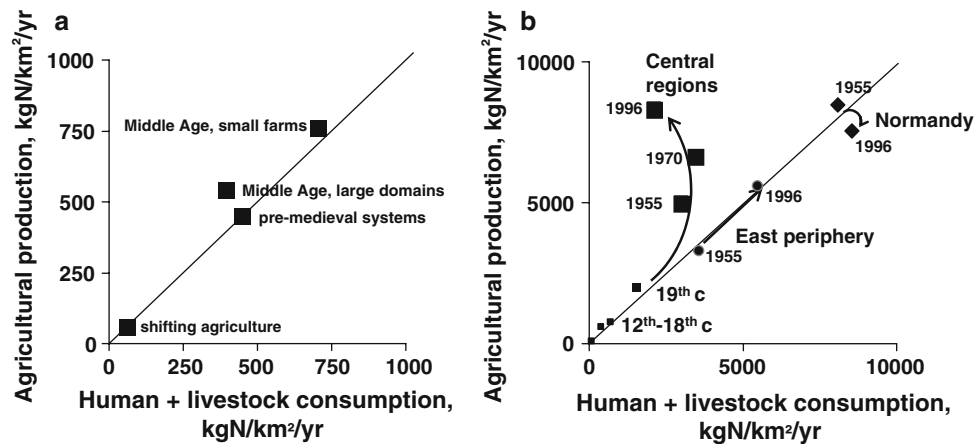 a
Agricultural production, kgN/km²/yr
1000
750
500
250
0
Middle Age, small farms
Middle Age, large domains
pre-medieval systems
shifting agriculture
0 250 500 750 1000
Human + livestock consumption,
kgN/km²/yr
b
Agricultural production, kgN/km²/yr
10000
5000
0
Central
regions
1996
1970
1955
1955
Normandy
1996
1996
East periphery
1955
19th c
12th-18th c
0 5000 10000
Human + livestock consumption,
kgN/km²/yr